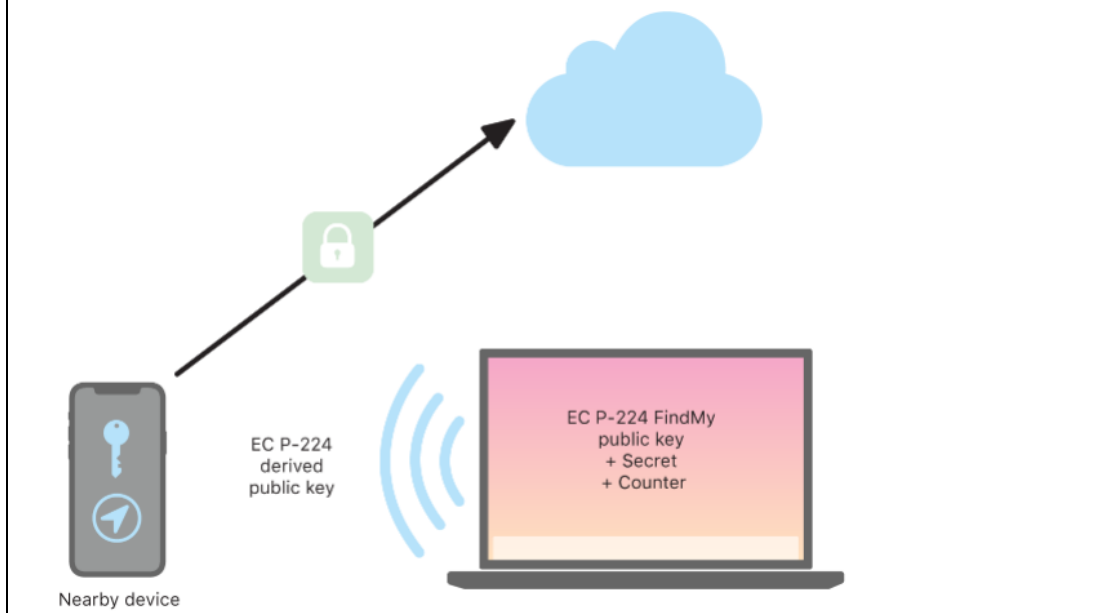 EC P-224
derived
public key
EC P-224 FindMy
public key
+ Secret
+ Counter
Nearby device